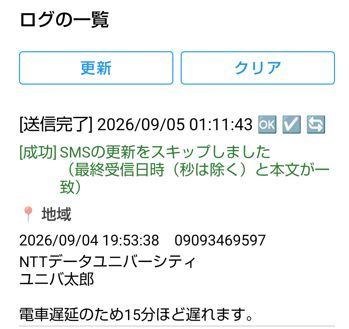 ログの一覧
更新 クリア
[送信完了] 2026/09/05 01:11:43 🆗 ☑️ 🔄
[成功] SMSの更新をスキップしました
（最終受信日時（秒は除く）と本文が一
致）
📍 地域
2026/09/04 19:53:38 09093469597
NTTデータユニバーシティ
ユニバ太郎
電車遅延のため15分ほど遅れます。